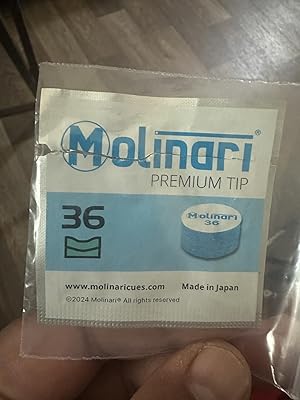 Molinari®
PREMIUM TIP
36
Molinari
36
www.molinaricues.com Made in Japan
©2024 Molinari® All rights reserved